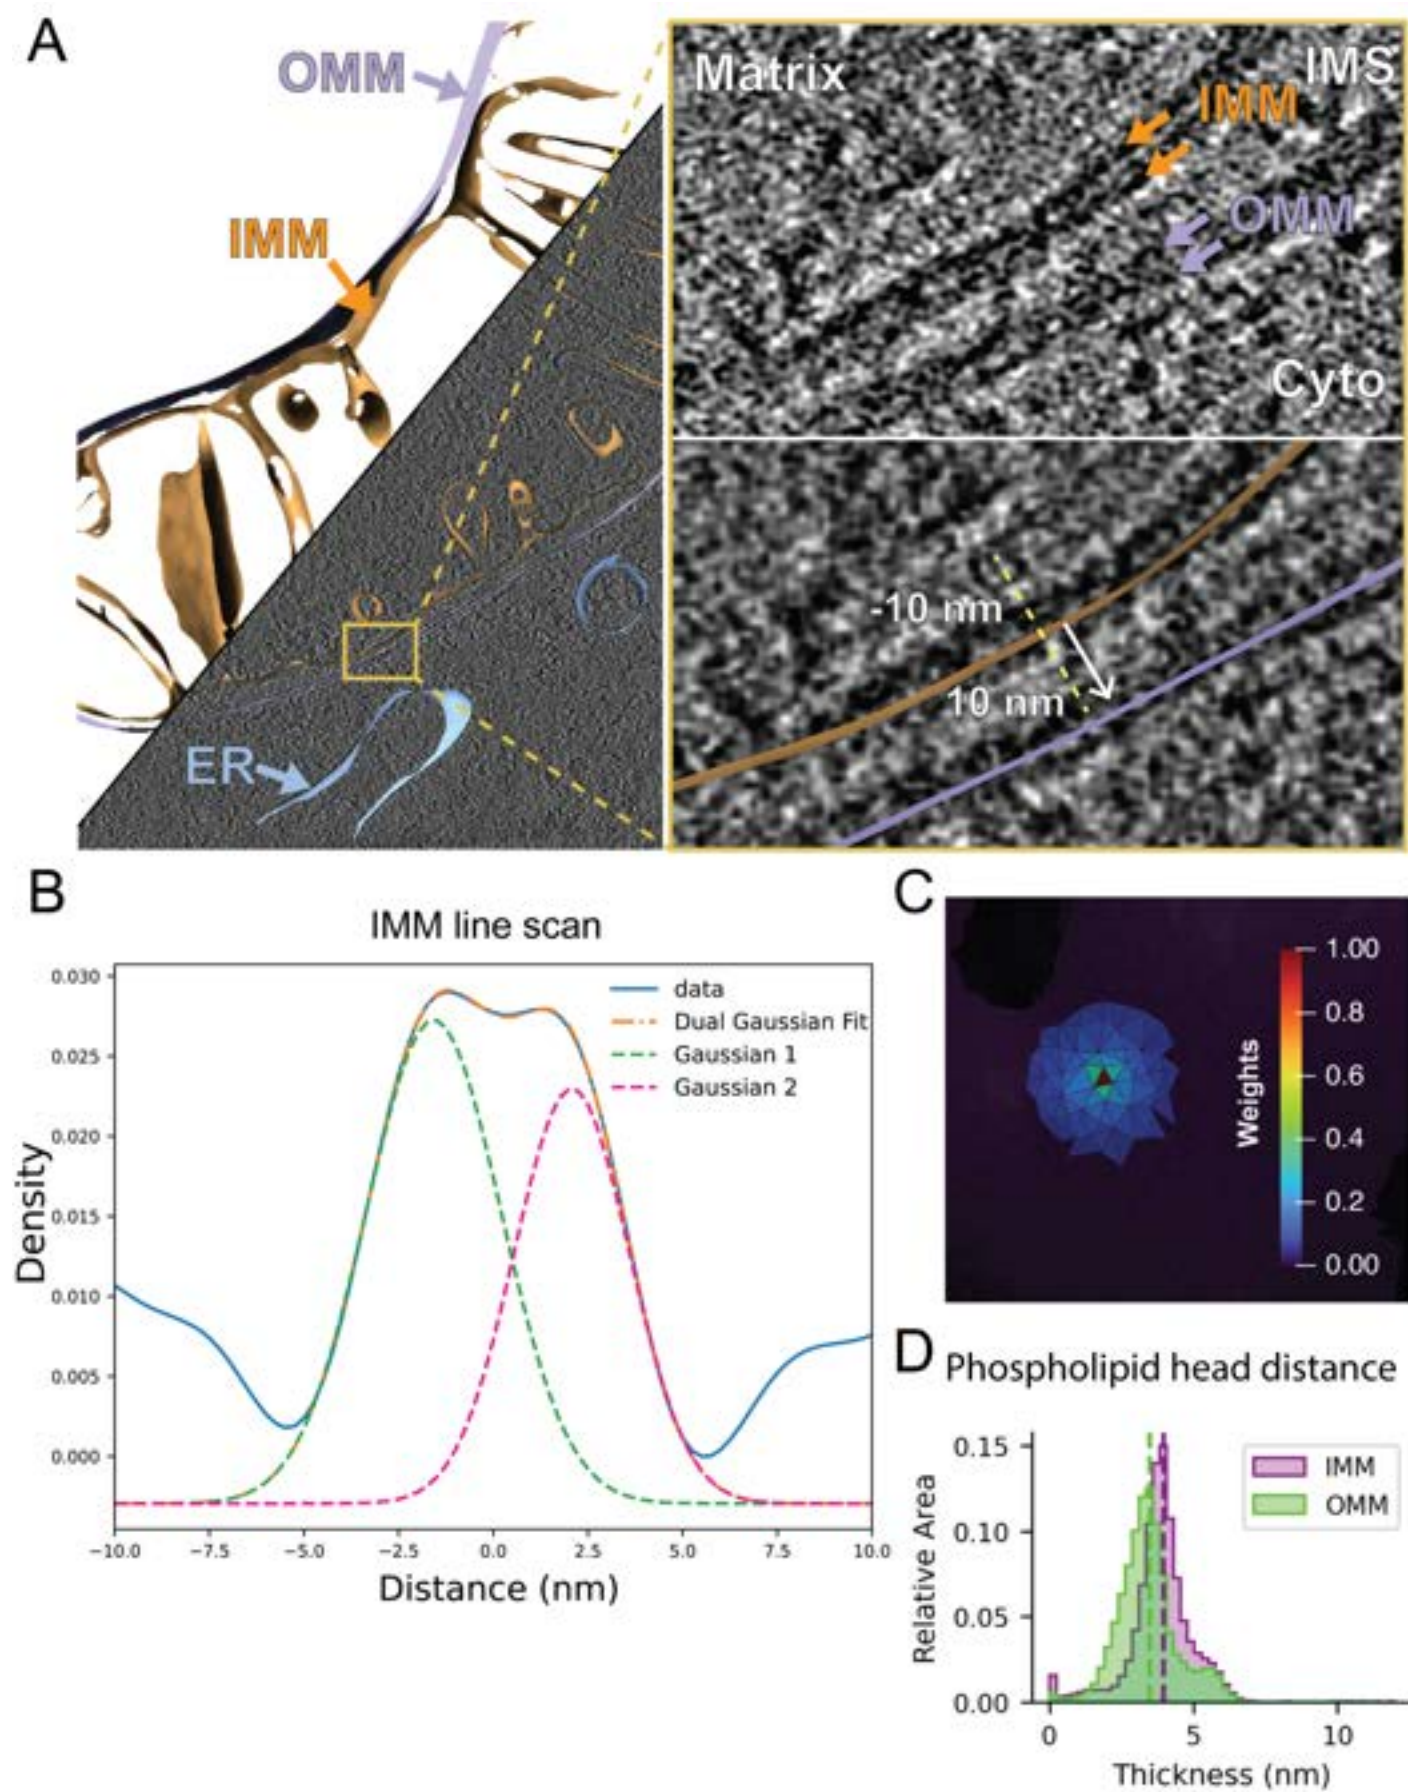 A
OMM
IMM
ER
Matrix
IMS
IMM
OMM
Cyto
-10 nm
10 nm
B
IMM line scan
data
Dual Gaussian Fit
Gaussian 1
Gaussian 2
Density
0.030
0.025
0.020
0.015
0.010
0.005
0.000
−10.0 −7.5 −5.0 −2.5 0.0 2.5 5.0 7.5 10.0
Distance (nm)
C
Weights
1.00
0.8
0.6
0.4
0.2
0.00
D
Phospholipid head distance
IMM
OMM
Relative Area
0.15
0.10
0.05
0.00
0 5 10
Thickness (nm)